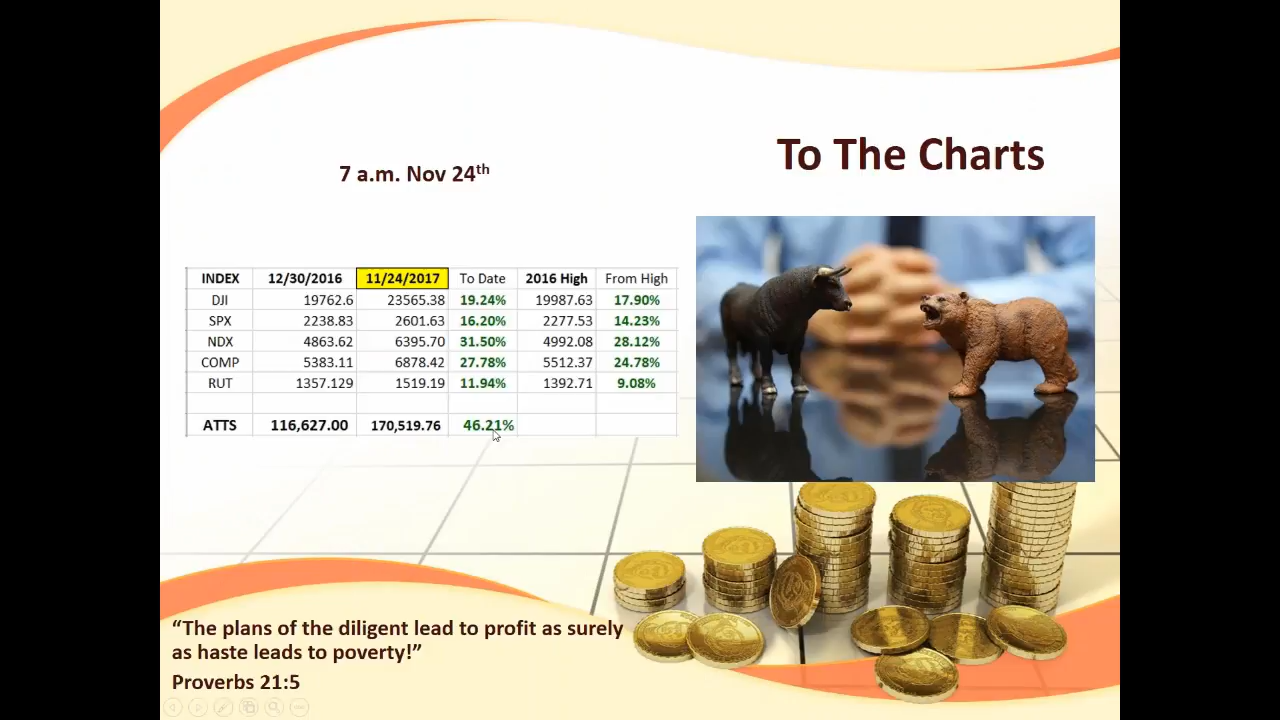 To The Charts
7 a.m. Nov 24th
INDEX 12/30/2016 11/24/2017 To Date 2016 High From High
DJI 19762.6 23565.38 19.24% 19987.63 17.90%
SPX 2238.83 2601.63 16.20% 2277.53 14.23%
NDX 4863.62 6395.70 31.50% 4992.08 28.12%
COMP 5383.11 6878.42 27.78% 5512.37 24.78%
RUT 1357.129 1519.19 11.94% 1392.71 9.08%
ATTS 116,627.00 170,519.76 46.21%
“The plans of the diligent lead to profit as surely
as haste leads to poverty!”
Proverbs 21:5